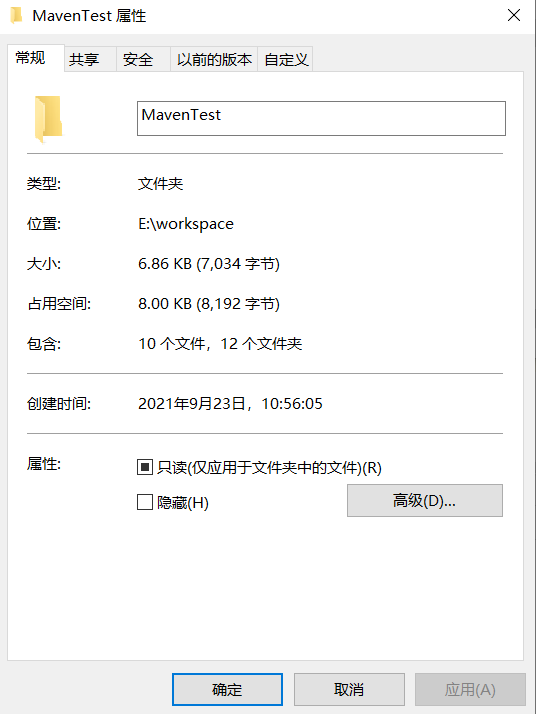 MavenTest 属性
常规 共享 安全 以前的版本 自定义
MavenTest
类型: 文件夹
位置: E:\workspace
大小: 6.86 KB (7,034 字节)
占用空间: 8.00 KB (8,192 字节)
包含: 10 个文件，12 个文件夹
创建时间: 2021年9月23日，10:56:05
属性: 只读(仅应用于文件夹中的文件)(R)
隐藏(H) 高级(D)...
确定 取消 应用(A)